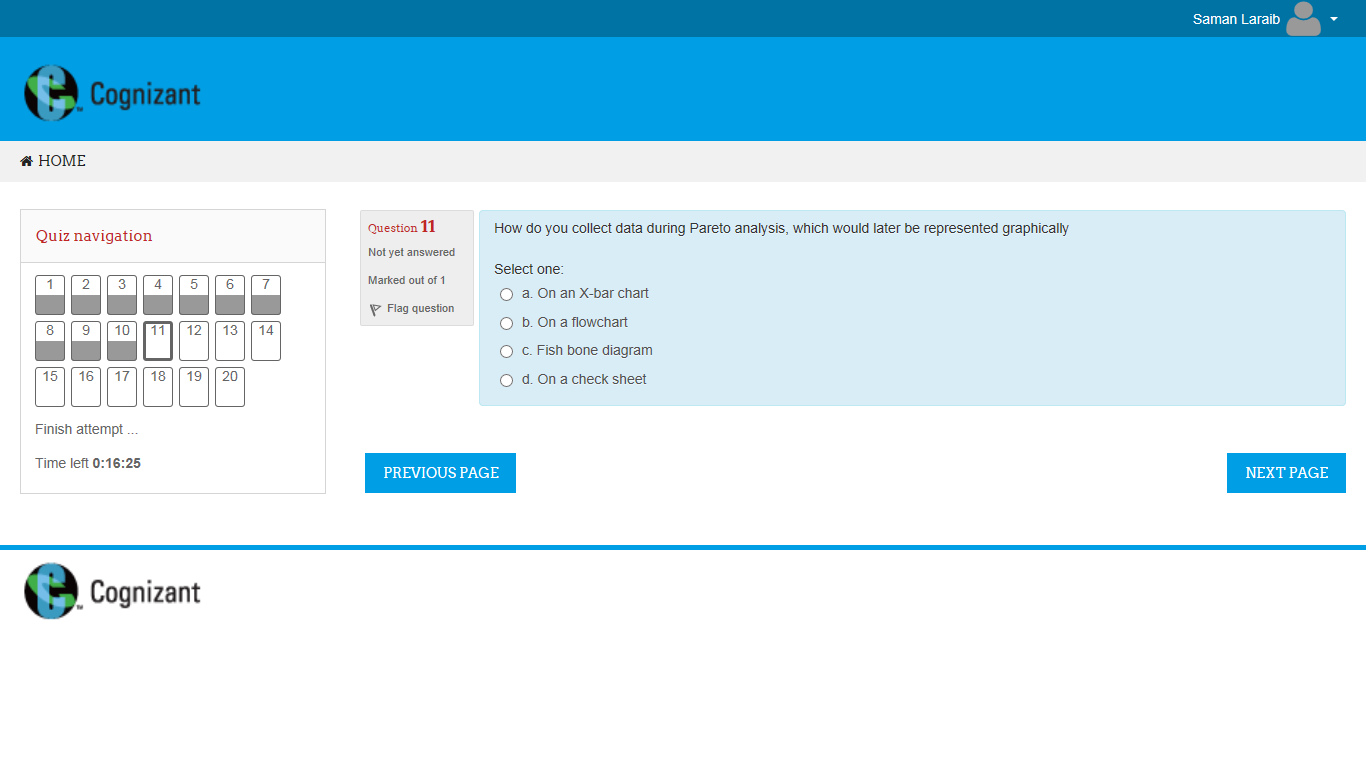 Saman Laraib
Cognizant
HOME
Quiz navigation
1 2 3 4 5 6 7
8 9 10 11 12 13 14
15 16 17 18 19 20
Finish attempt ...
Time left 0:16:25
Question 11
Not yet answered
Marked out of 1
Flag question
How do you collect data during Pareto analysis, which would later be represented graphically
Select one:
a. On an X-bar chart
b. On a flowchart
c. Fish bone diagram
d. On a check sheet
PREVIOUS PAGE
NEXT PAGE
Cognizant